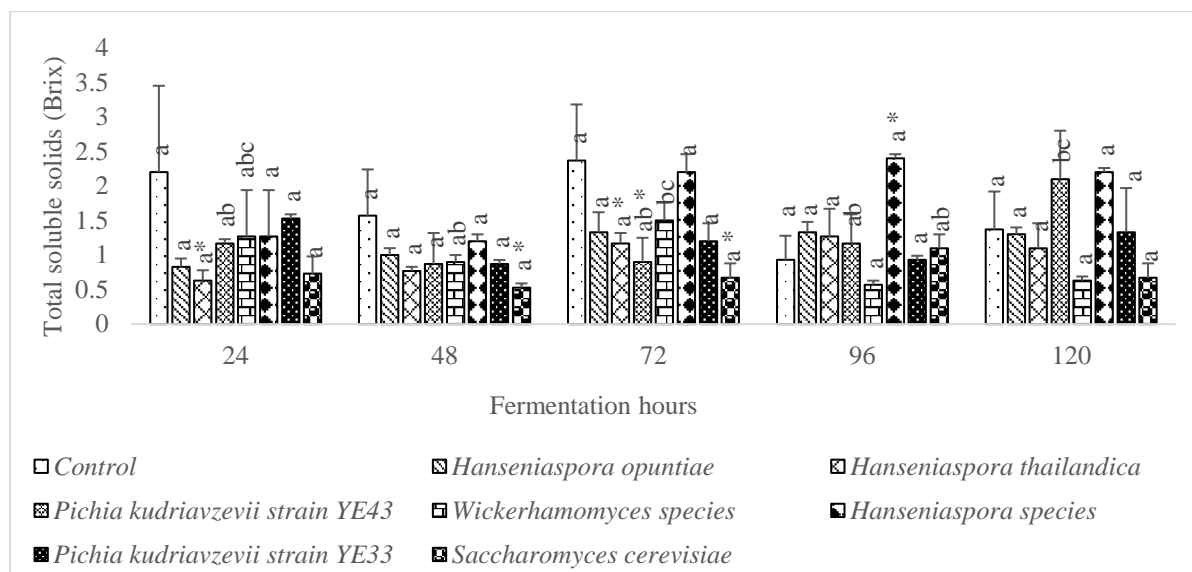 Total soluble solids (Brix)
4
3.5
3
2.5
2
1.5
1
0.5
0
a a a* ab abc a a a
a a a a ab a a a*
a a a* ab* bc a a a*
a a a ab a a* a ab
a a a bc a a a a
24 48 72 96 120
Fermentation hours
Control Hanseniaspora opuntiae Hanseniaspora thailandica
Pichia kudriavzevii strain YE43 Wickerhamomyces species Hanseniaspora species
Pichia kudriavzevii strain YE33 Saccharomyces cerevisiae